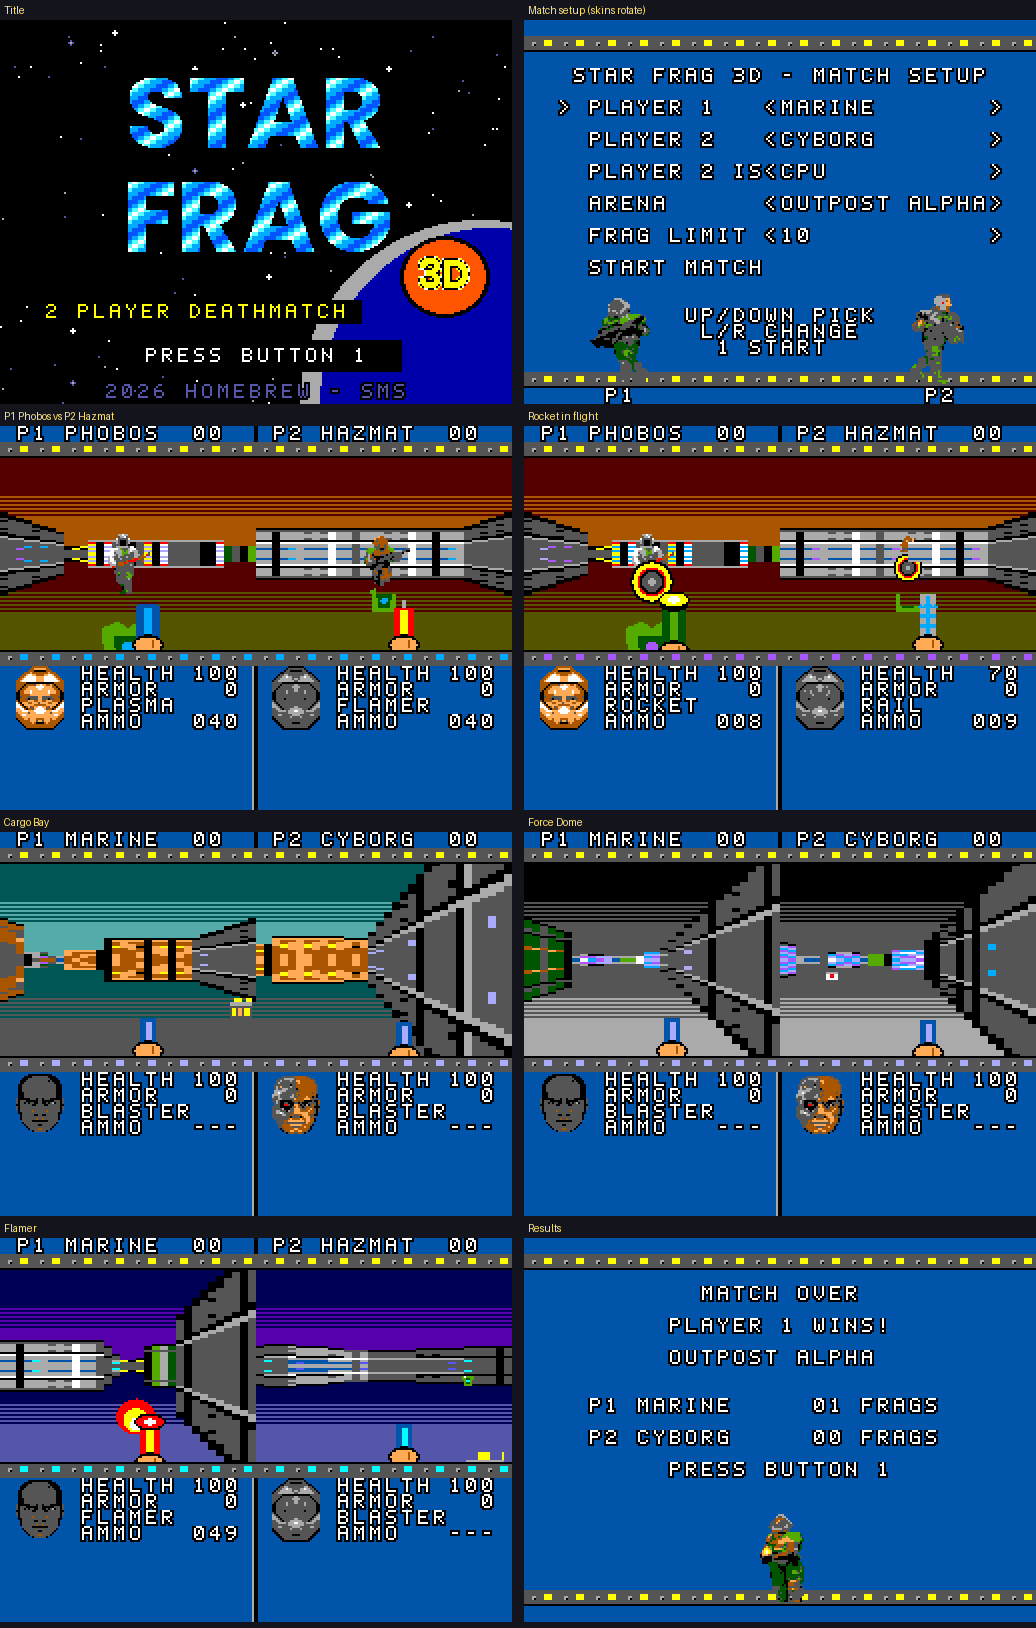 Title
STAR
FRAG
3D
2 PLAYER DEATHMATCH
PRESS BUTTON 1
2026 HOMEBREW - SMS
Match setup (skins rotate)
STAR FRAG 3D - MATCH SETUP
> PLAYER 1 <MARINE >
PLAYER 2 <CYBORG >
PLAYER 2 IS<CPU >
ARENA <OUTPOST ALPHA>
FRAG LIMIT <10 >
START MATCH
UP/DOWN PICK
L/R CHANGE
1 START
P1 P2
P1 Phobos vs P2 Hazmat
P1 PHOBOS 00 P2 HAZMAT 00
HEALTH 100 HEALTH 100
ARMOR 0 ARMOR 0
PLASMA FLAMER
AMMO 040 AMMO 040
Rocket in flight
P1 PHOBOS 00 P2 HAZMAT 00
HEALTH 100 HEALTH 70
ARMOR 0 ARMOR 0
ROCKET RAIL
AMMO 008 AMMO 009
Cargo Bay
P1 MARINE 00 P2 CYBORG 00
HEALTH 100 HEALTH 100
ARMOR 0 ARMOR 0
BLASTER BLASTER
AMMO --- AMMO ---
Force Dome
P1 MARINE 00 P2 CYBORG 00
HEALTH 100 HEALTH 100
ARMOR 0 ARMOR 0
BLASTER BLASTER
AMMO --- AMMO ---
Flamer
P1 MARINE 00 P2 HAZMAT 00
HEALTH 100 HEALTH 100
ARMOR 0 ARMOR 0
FLAMER BLASTER
AMMO 049 AMMO ---
Results
MATCH OVER
PLAYER 1 WINS!
OUTPOST ALPHA
P1 MARINE 01 FRAGS
P2 CYBORG 00 FRAGS
PRESS BUTTON 1